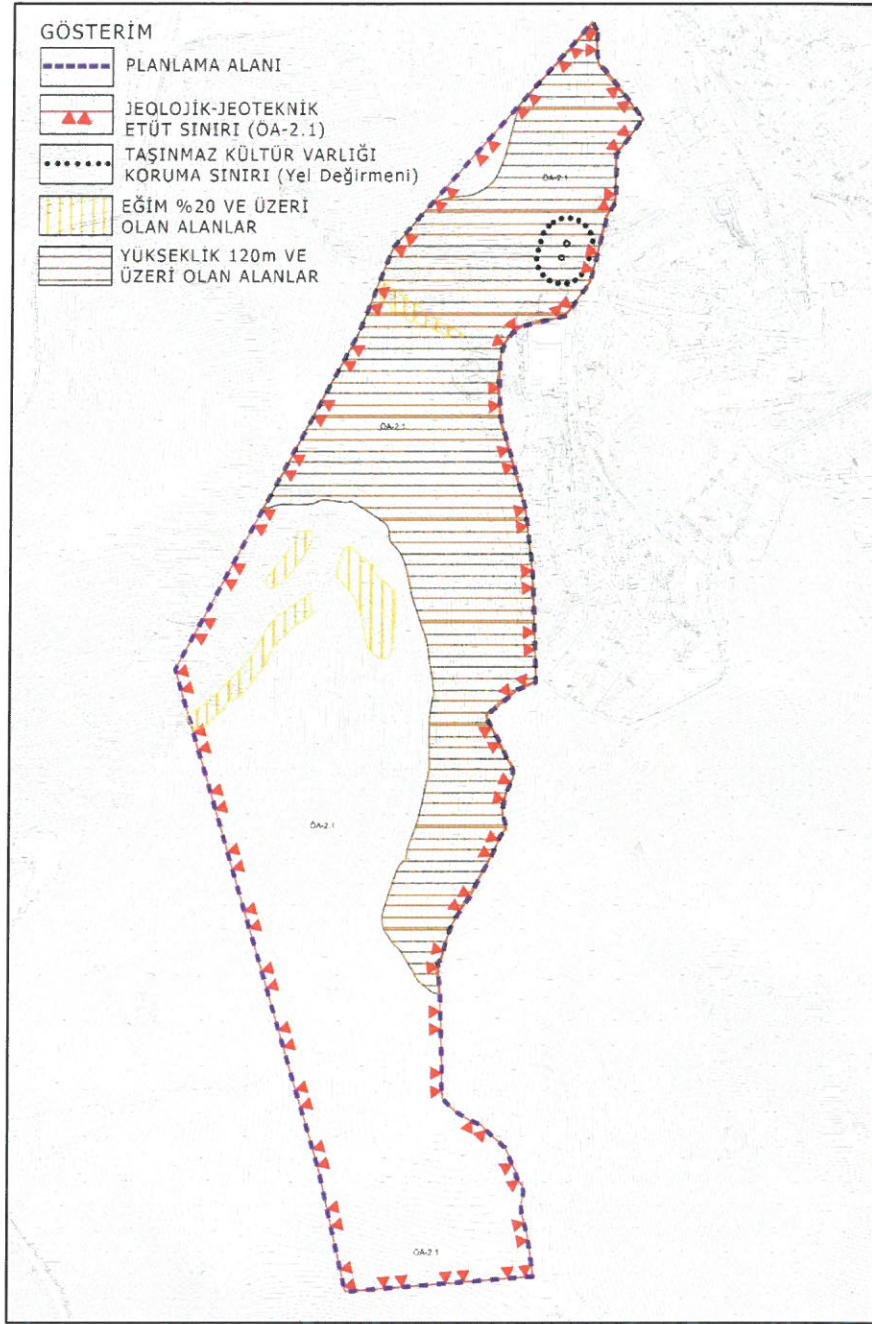 GÖSTERİM
PLANLAMA ALANI
JEOLOJİK-JEOTEKNİK
ETÜT SINIRI (ÖA-2.1)
TAŞINMAZ KÜLTÜR VARLIĞI
KORUMA SINIRI (Yel Değirmeni)
EĞİM %20 VE ÜZERİ
OLAN ALANLAR
YÜKSEKLİK 120m VE
ÜZERİ OLAN ALANLAR
ÖA-2.1
ÖA-2.1
ÖA-2.1
ÖA-2.1